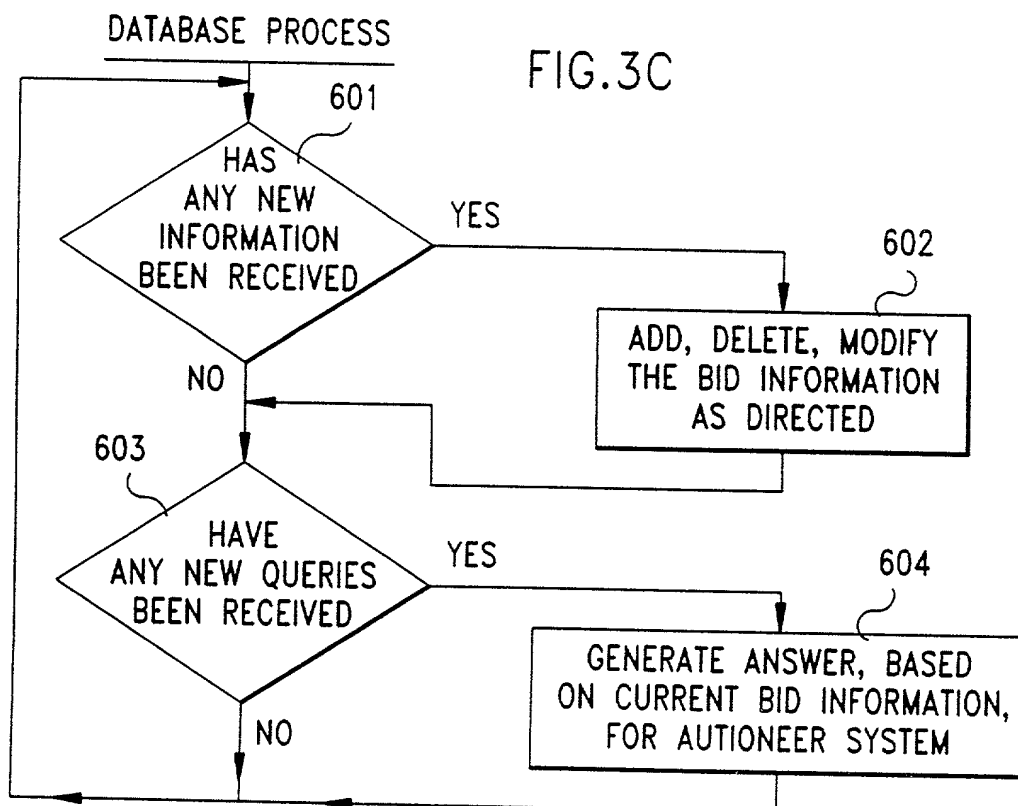 DATABASE PROCESS
FIG.3C
601
HAS
ANY NEW
INFORMATION
BEEN RECEIVED
YES
602
ADD, DELETE, MODIFY
THE BID INFORMATION
AS DIRECTED
NO
603
HAVE
ANY NEW QUERIES
BEEN RECEIVED
YES
604
GENERATE ANSWER, BASED
ON CURRENT BID INFORMATION,
FOR AUTIONEER SYSTEM
NO